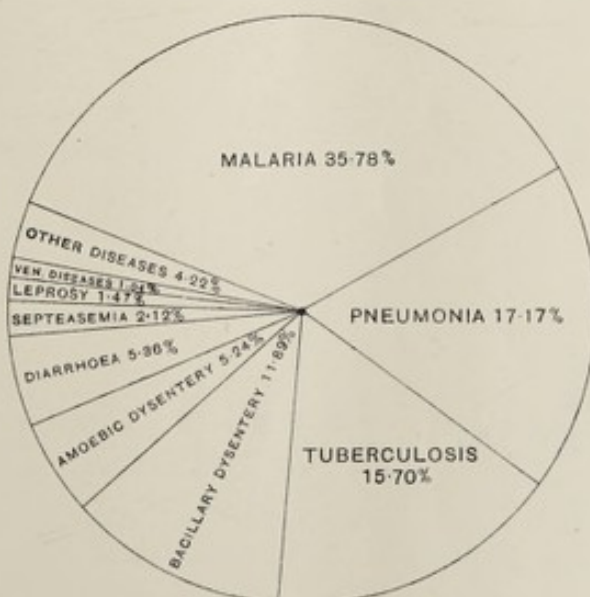 MALARIA 35·78%
PNEUMONIA 17·17%
TUBERCULOSIS
15·70%
BACILLARY DYSENTERY 11·89%
AMOEBIC DYSENTERY 5·24%
DIARRHOEA 5·36%
SEPTEASEMIA 2·12%
LEPROSY 1·47%
VEN. DISEASES
OTHER DISEASES 4·22%